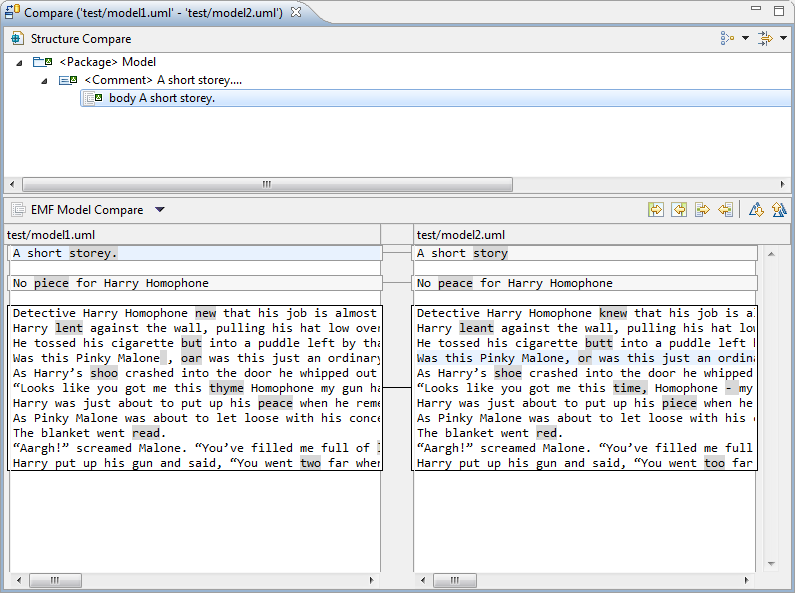 Compare ('test/model1.uml' - 'test/model2.uml')
Structure Compare
<Package> Model
<Comment> A short storey....
body A short storey.
EMF Model Compare
test/model1.uml
A short storey.
No piece for Harry Homophone
Detective Harry Homophone new that his job is almost
Harry lent against the wall, pulling his hat low over
He tossed his cigarette but into a puddle left by tha
Was this Pinky Malone , oar was this just an ordinary
As Harry’s shoo crashed into the door he whipped out
“Looks like you got me this thyme Homophone my gun ha
Harry was just about to put up his peace when he reme
As Pinky Malone was about to let loose with his conce
The blanket went read.
“Aargh!” screamed Malone. “You’ve filled me full of
Harry put up his gun and said, “You went two far wher
test/model2.uml
A short story
No peace for Harry Homophone
Detective Harry Homophone knew that his job is al
Harry leant against the wall, pulling his hat low
He tossed his cigarette butt into a puddle left b
Was this Pinky Malone, or was this just an ordina
As Harry’s shoe crashed into the door he whipped
“Looks like you got me this time, Homophone - my
Harry was just about to put up his piece when he
As Pinky Malone was about to let loose with his c
The blanket went red.
“Aargh!” screamed Malone. “You’ve filled me full
Harry put up his gun and said, “You went too far